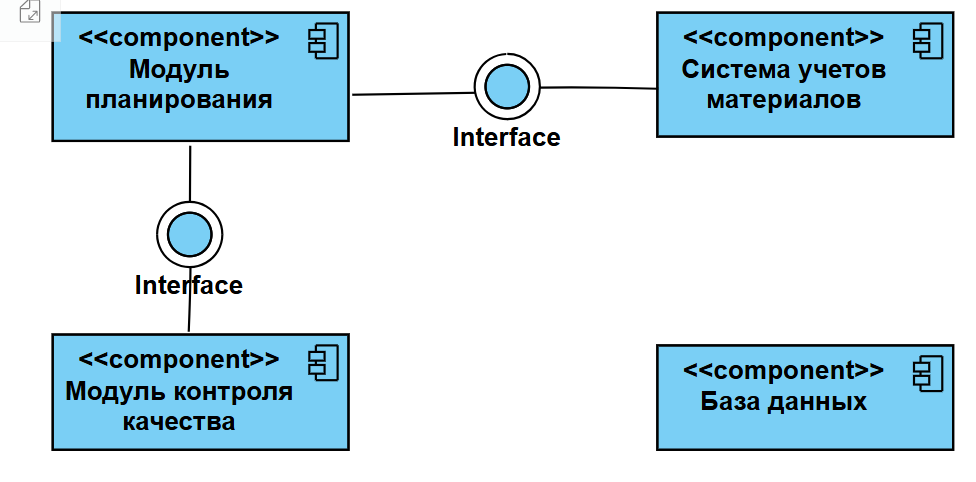 <<component>>
Модуль
планирования
<<component>>
Система учетов
материалов
Interface
Interface
<<component>>
Модуль контроля
качества
<<component>>
База данных